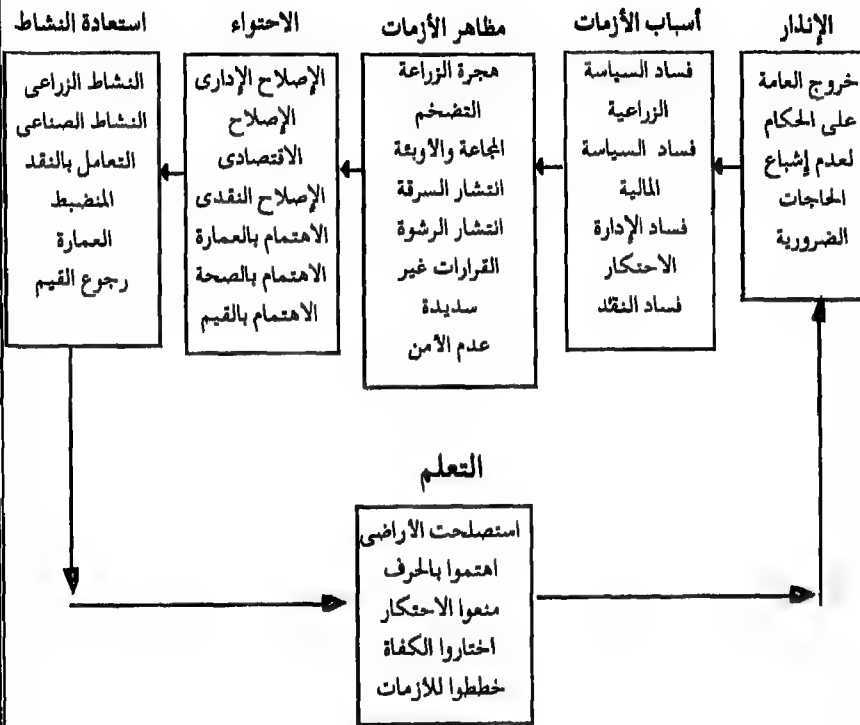 الإنذار
خروج العامة
على الحكام
لعدم إشباع
الحاجات
الضرورية
أسباب الأزمات
فساد السياسة
الزراعية
فساد السياسة
المالية
فساد الإدارة
الاحتكار
فساد النقد
مظاهر الأزمات
هجرة الزراعة
التضخم
المجاعة والأوبئة
انتشار السرقة
انتشار الرشوة
القرارات غير
سديدة
عدم الأمن
الاحتواء
الإصلاح الإدارى
الإصلاح
الاقتصادى
الإصلاح النقدى
الاهتمام بالعمارة
الاهتمام بالصحة
الاهتمام بالقيم
استعادة النشاط
النشاط الزراعى
النشاط الصناعى
التعامل بالنقد
المنضبط
العمارة
رجوع القيم
التعلم
استصلحت الأراضى
اهتموا بالحرف
منعوا الاحتكار
اختاروا الكفاة
خططوا للأزمات